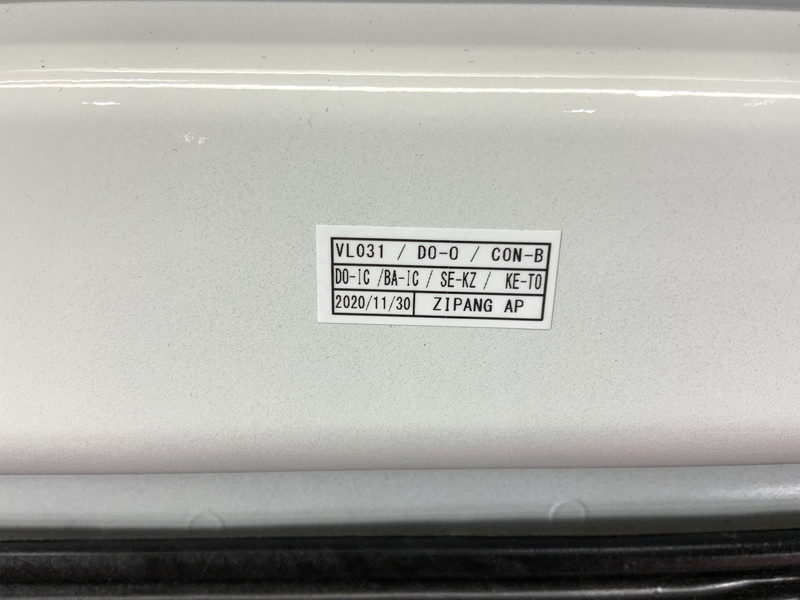 VL031 / DO-O / CON-B
DO-IC /BA-IC / SE-KZ / KE-TO
2020/11/30 ZIPANG AP